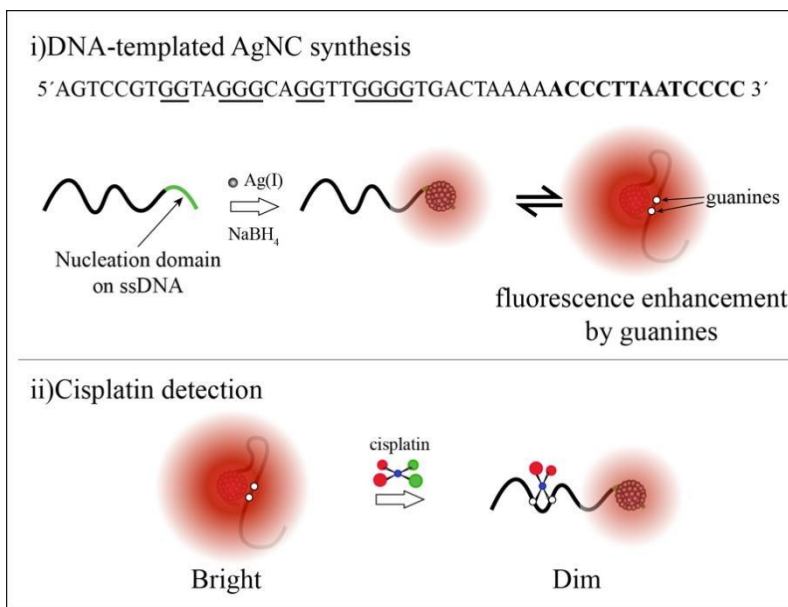 i)DNA-templated AgNC synthesis
5´AGTCCGTGGTAGGGCAGGTTGGGGTGACTAAAAACCCTTAATCCCC 3´
Ag(I)
NaBH4
guanines
Nucleation domain
on ssDNA
fluorescence enhancement
by guanines
ii)Cisplatin detection
cisplatin
Bright
Dim